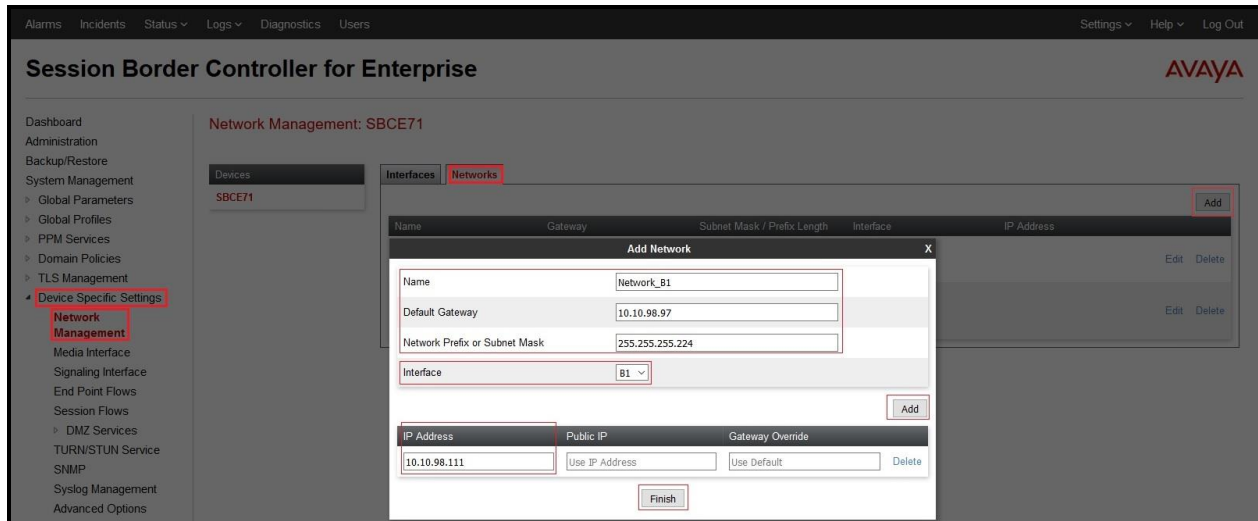 Alarms Incidents Status Logs Diagnostics Users Settings Help Log Out
Session Border Controller for Enterprise
AVAYA
Dashboard
Administration
Backup/Restore
System Management
Global Parameters
Global Profiles
PPM Services
Domain Policies
TLS Management
Device Specific Settings
Network
Management
Media Interface
Signaling Interface
End Point Flows
Session Flows
DMZ Services
TURN/STUN Service
SNMP
Syslog Management
Advanced Options
Network Management: SBCE71
Devices
SBCE71
Interfaces Networks
Add
Name Gateway Subnet Mask / Prefix Length Interface IP Address
Edit Delete
Edit Delete
Add Network X
Name Network_B1
Default Gateway 10.10.98.97
Network Prefix or Subnet Mask 255.255.255.224
Interface B1
Add
IP Address Public IP Gateway Override
10.10.98.111 Use IP Address Use Default Delete
Finish